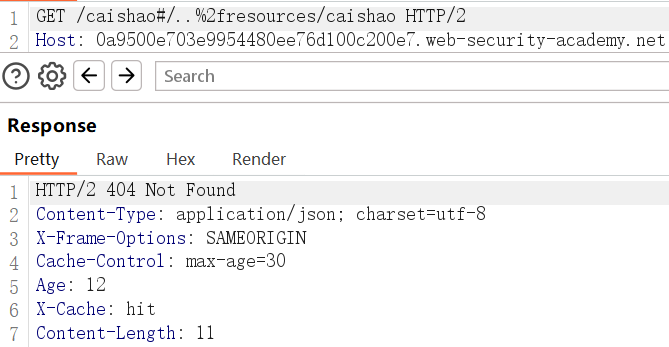 1 GET /caishao#/..%2fresources/caishao HTTP/2
2 Host: 0a9500e703e9954480ee76d100c200e7.web-security-academy.net
Search
Response
Pretty Raw Hex Render
1 HTTP/2 404 Not Found
2 Content-Type: application/json; charset=utf-8
3 X-Frame-Options: SAMEORIGIN
4 Cache-Control: max-age=30
5 Age: 12
6 X-Cache: hit
7 Content-Length: 11